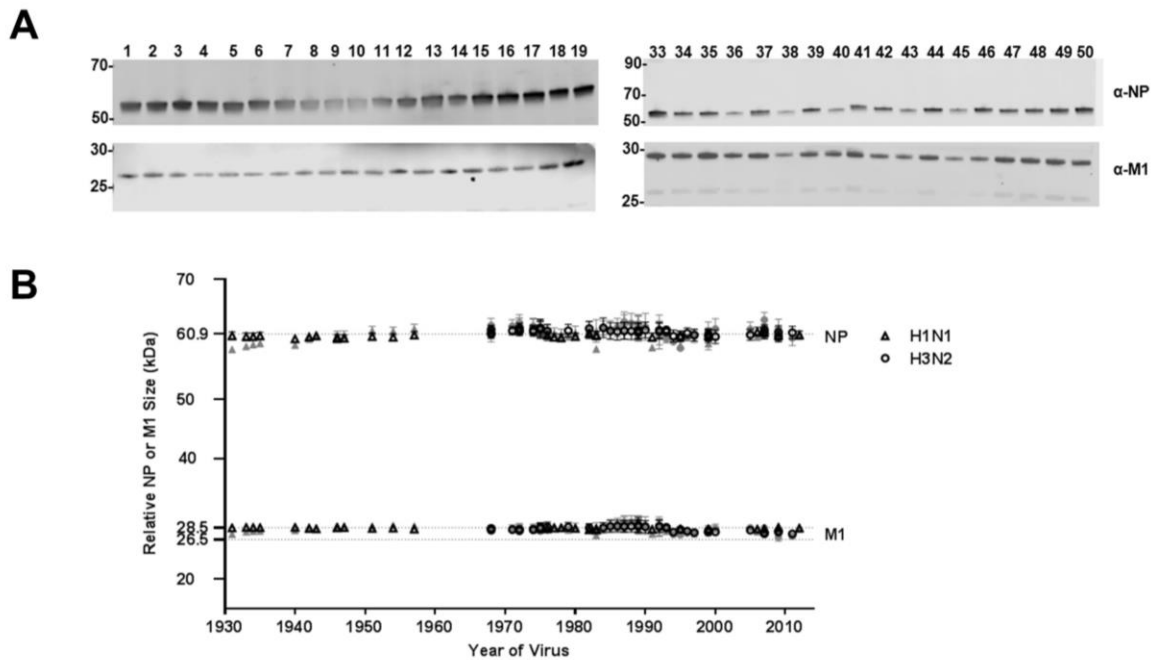 A
1 2 3 4 5 6 7 8 9 10 11 12 13 14 15 16 17 18 19
70-
50-
30-
25-
33 34 35 36 37 38 39 40 41 42 43 44 45 46 47 48 49 50
90-
70-
50-
α-NP
30-
25-
α-M1
B
Relative NP or M1 Size (kDa)
70
60.9
50
40
28.5
26.5
20
NP
M1
H1N1
H3N2
1930 1940 1950 1960 1970 1980 1990 2000 2010
Year of Virus